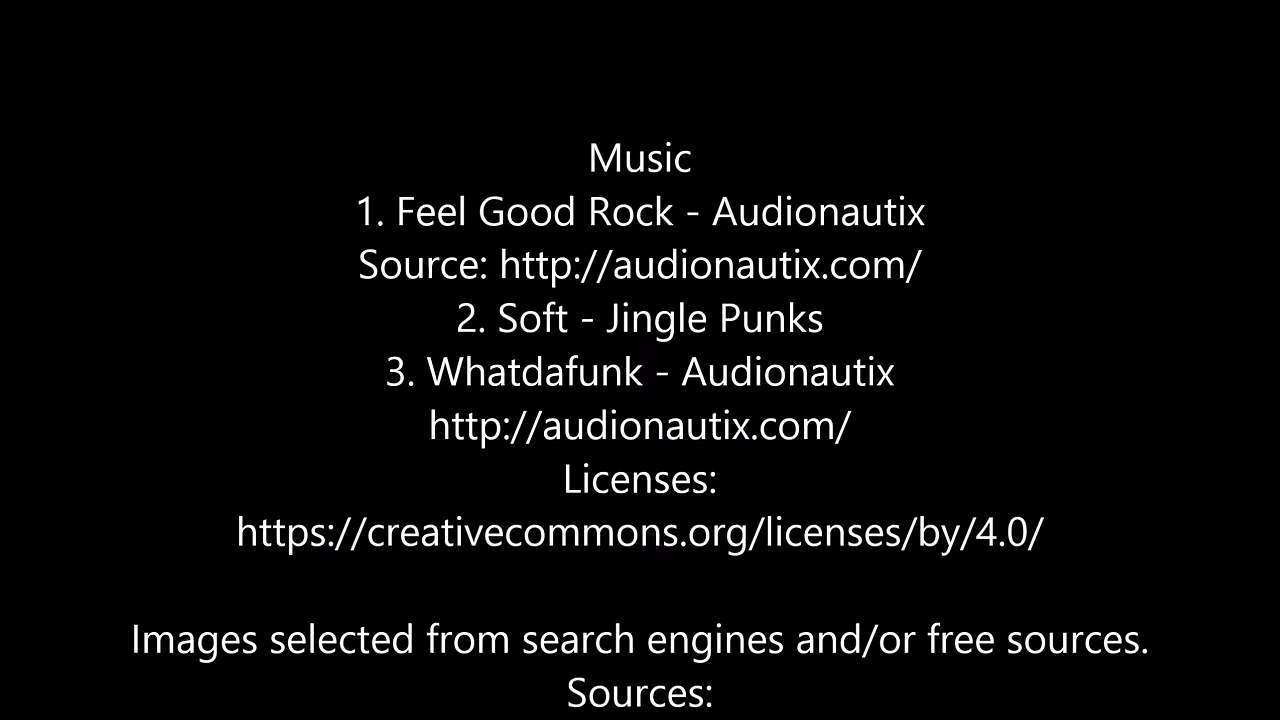 Music
1. Feel Good Rock - Audionautix
Source: http://audionautix.com/
2. Soft - Jingle Punks
3. Whatdafunk - Audionautix
http://audionautix.com/
Licenses:
https://creativecommons.org/licenses/by/4.0/
Images selected from search engines and/or free sources.
Sources: